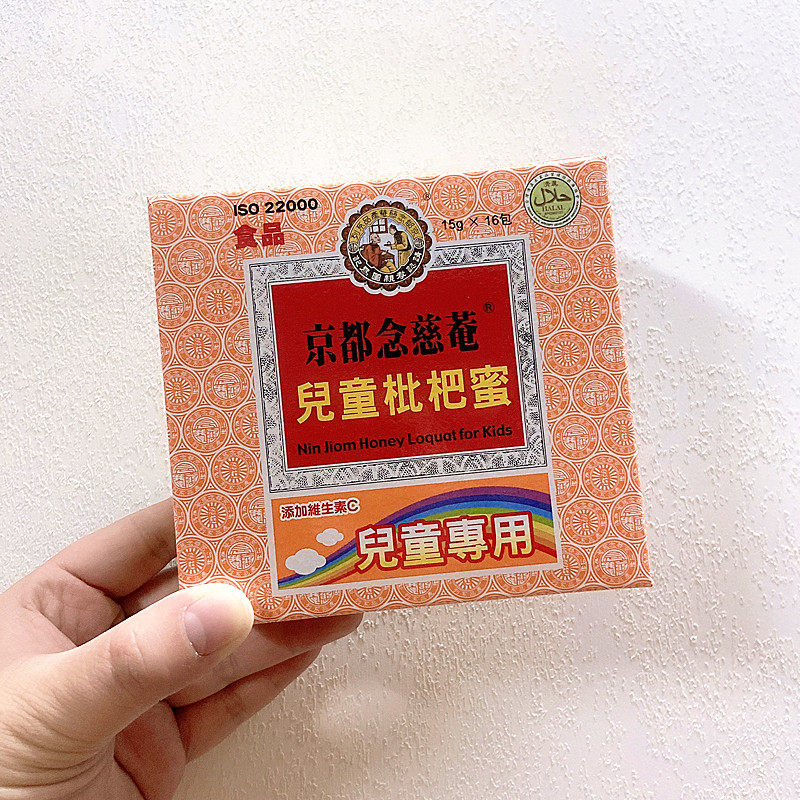 ISO 22000
食品
®
15g × 16包
HALAL
京都念慈菴®
兒童枇杷蜜
Nin Jiom Honey Loquat for Kids
添加維生素C
兒童專用